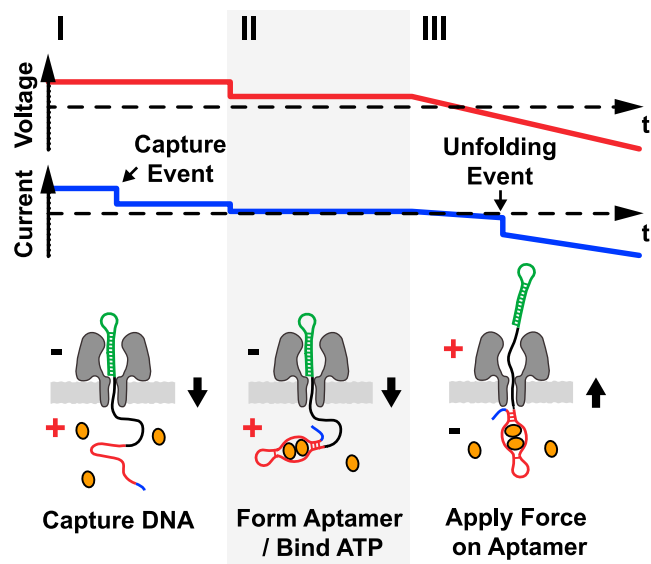 I
II
III
Voltage
t
Capture
Event
Unfolding
Event
Current
t
-
+
-
+
+
-
Capture DNA
Form Aptamer
/ Bind ATP
Apply Force
on Aptamer